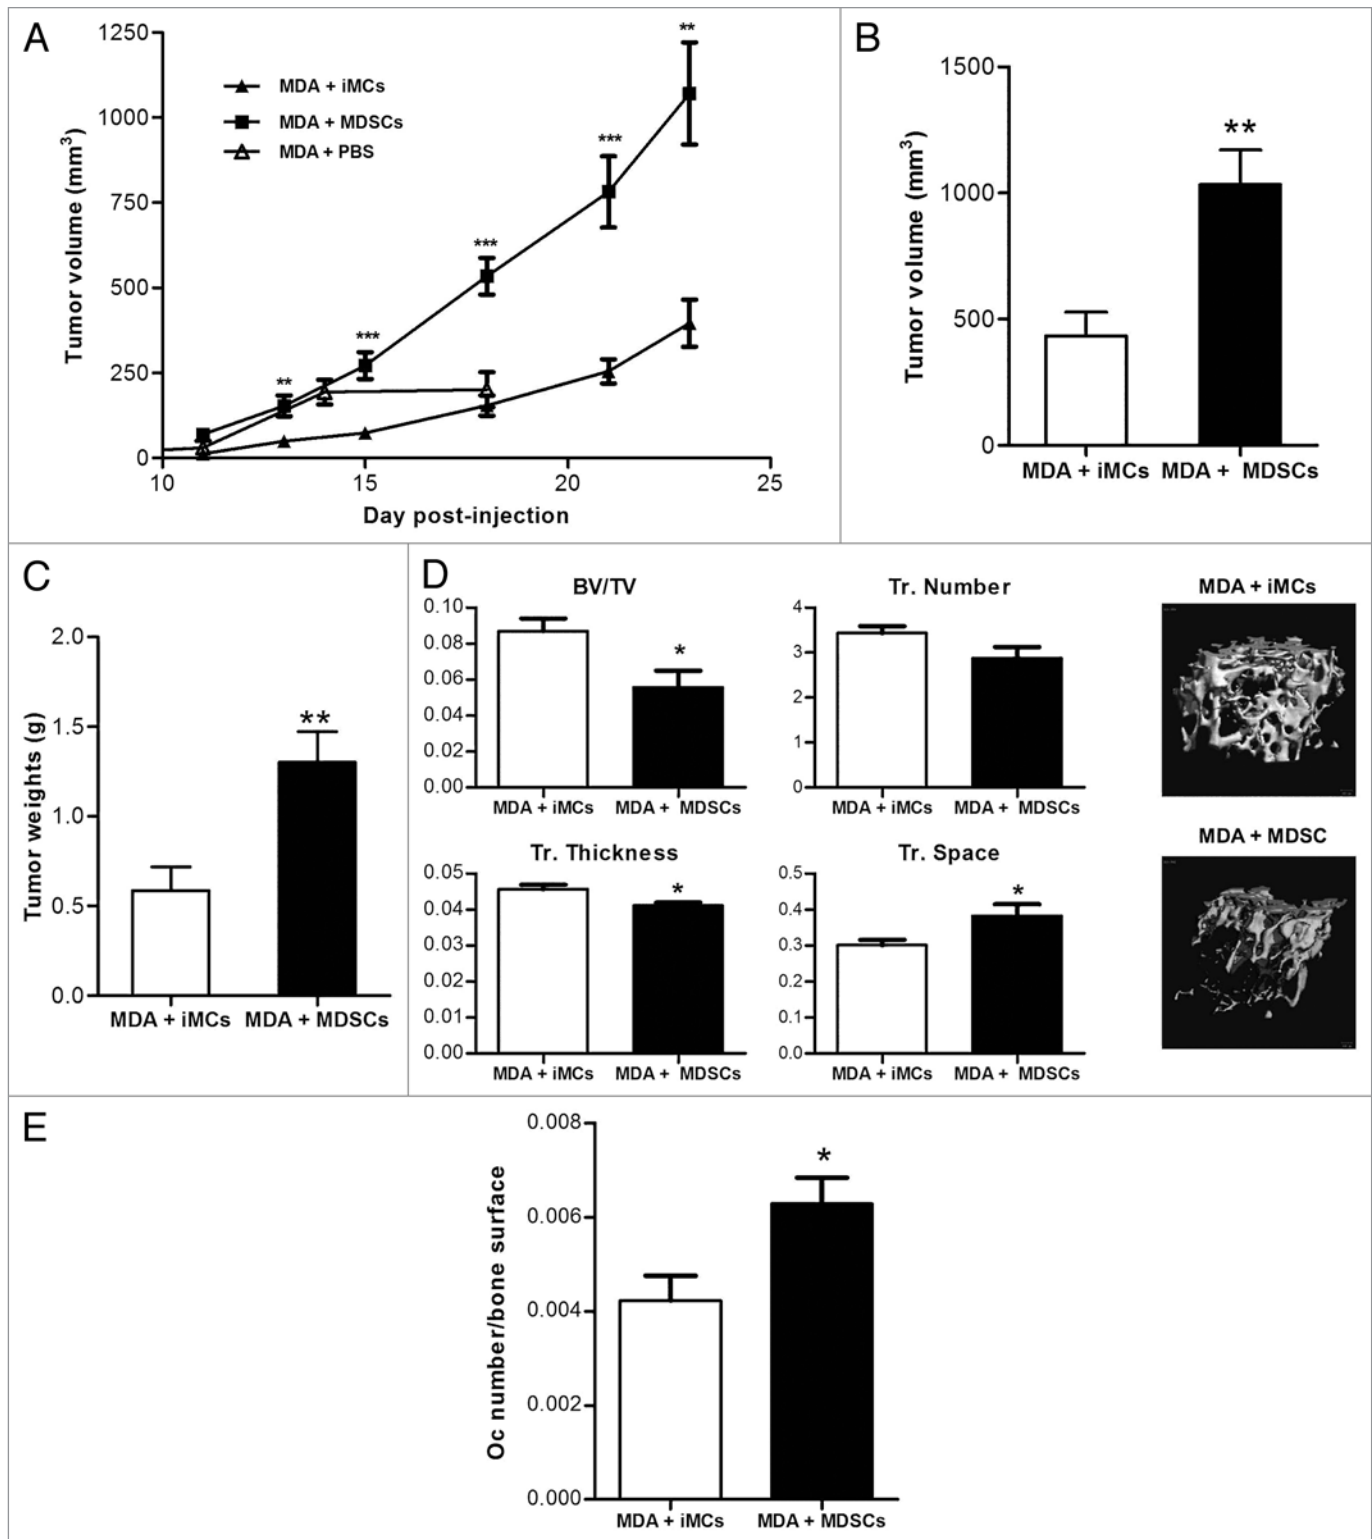 A
1250
1000
750
500
250
0
10
15
20
25
Tumor volume (mm³)
Day post-injection
MDA + iMCs
MDA + MDSCs
MDA + PBS
**
***
***
***
**
B
1500
1000
500
0
Tumor volume (mm³)
**
MDA + iMCs
MDA + MDSCs
C
2.0
1.5
1.0
0.5
0.0
Tumor weights (g)
**
MDA + iMCs
MDA + MDSCs
D
BV/TV
0.10
0.08
0.06
0.04
0.02
0.00
*
MDA + iMCs
MDA + MDSCs
Tr. Number
4
3
2
1
0
MDA + iMCs
MDA + MDSCs
MDA + iMCs
Tr. Thickness
0.05
0.04
0.03
0.02
0.01
0.00
*
MDA + iMCs
MDA + MDSCs
Tr. Space
0.5
0.4
0.3
0.2
0.1
0.0
*
MDA + iMCs
MDA + MDSCs
MDA + MDSC
E
0.008
0.006
0.004
0.002
0.000
Oc number/bone surface
*
MDA + iMCs
MDA + MDSCs